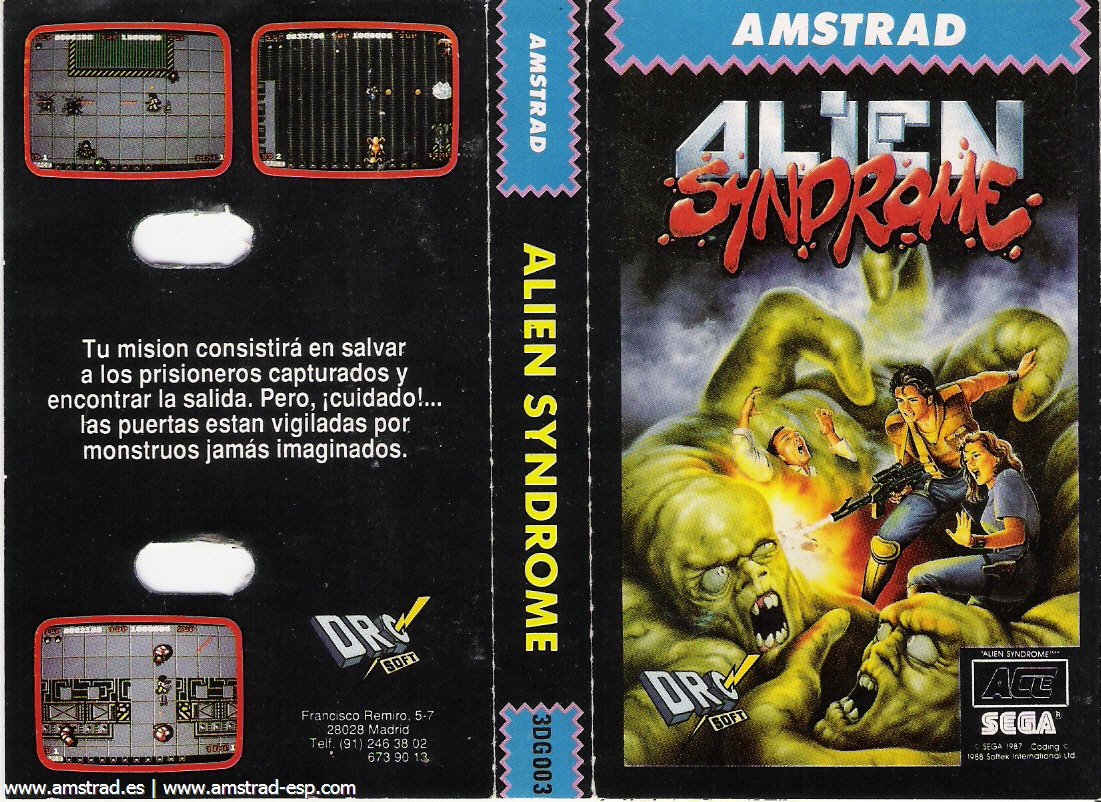 Tu mision consistirá en salvar
a los prisioneros capturados y
encontrar la salida. Pero, ¡cuidado!...
las puertas estan vigiladas por
monstruos jamás imaginados.
DRO
SOFT
Francisco Remiro, 5-7
28028 Madrid
Telf. (91) 246 38 02
673 90 13
www.amstrad.es | www.amstrad-esp.com
AMSTRAD
ALIEN SYNDROME
3DG003
AMSTRAD
ALIEN
SYNDROME
DRO
SOFT
"ALIEN SYNDROME"™
ACE
SEGA®
© SEGA 1987 Coding ©
1988 Softek International Ltd.